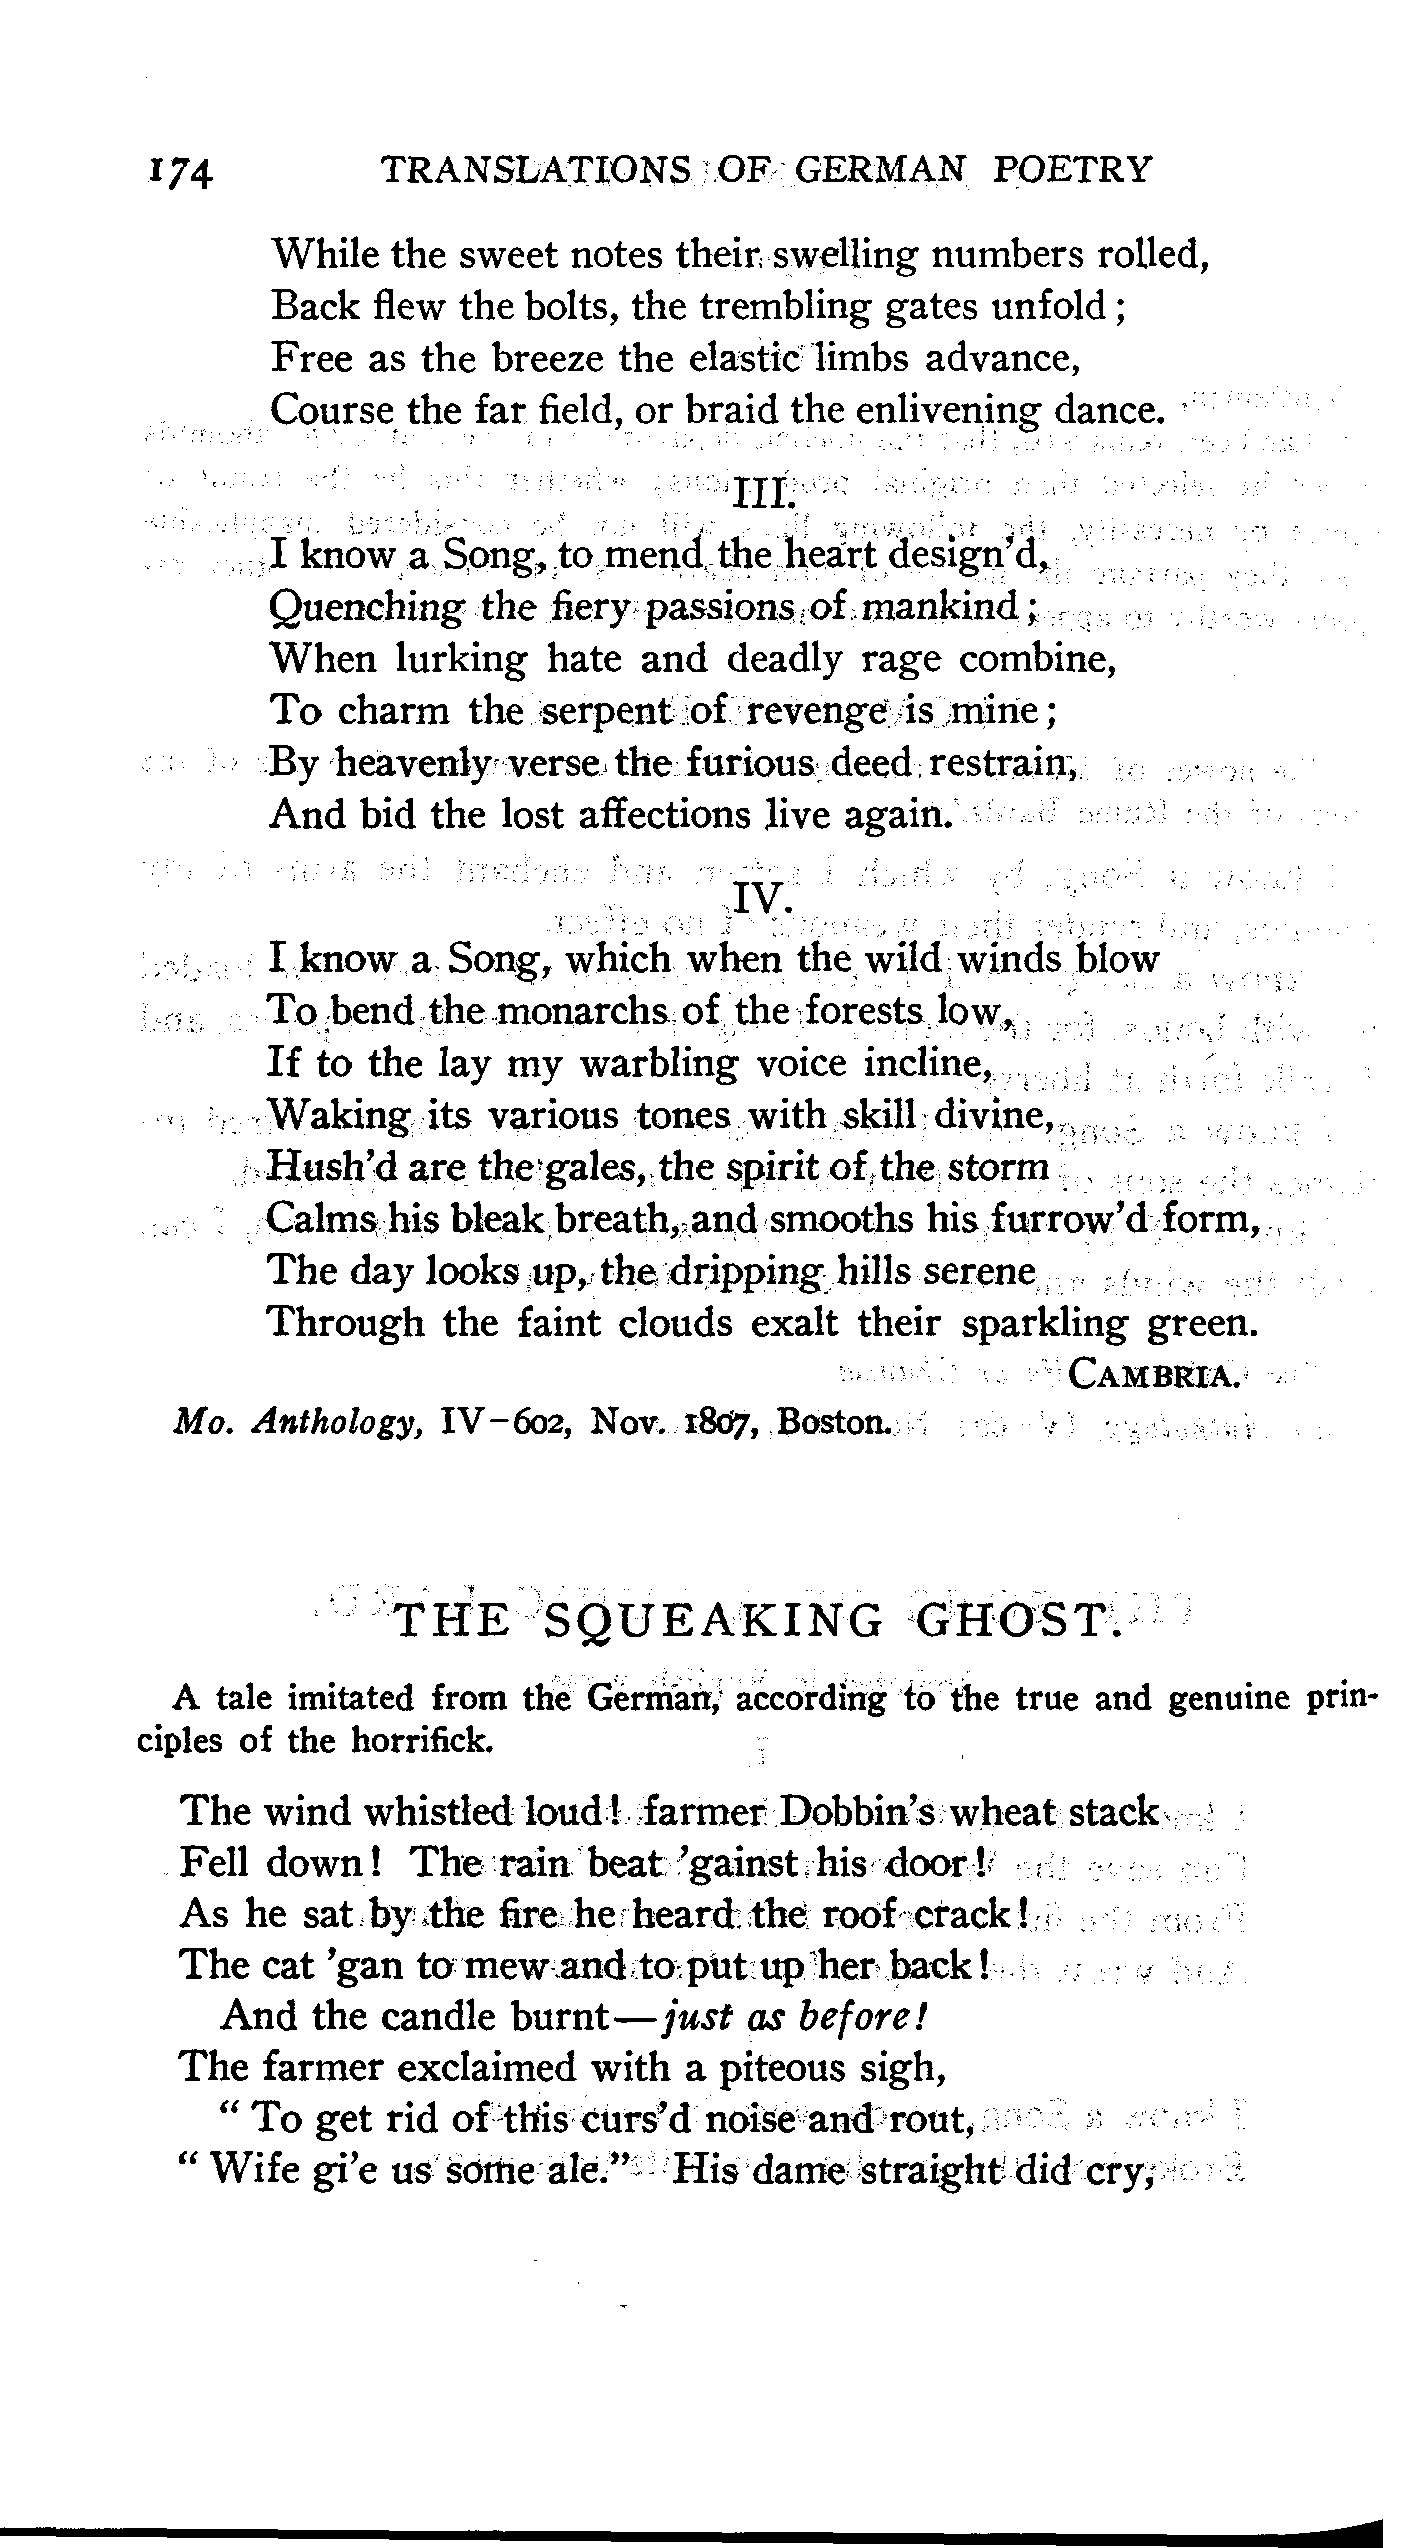 174 TRANSLATIONS OF GERMAN POETRY
While the sweet notes their swelling numbers rolled,
Back flew the bolts, the trembling gates unfold;
Free as the breeze the elastic limbs advance,
Course the far field, or braid the enlivening dance.
III.
I know a Song, to mend the heart design'd,
Quenching the fiery passions of mankind;
When lurking hate and deadly rage combine,
To charm the serpent of revenge is mine;
By heavenly verse the furious deed restrain,
And bid the lost affections live again.
IV.
I know a Song, which when the wild winds blow
To bend the monarchs of the forests low,
If to the lay my warbling voice incline,
Waking its various tones with skill divine,
Hush'd are the gales, the spirit of the storm
Calms his bleak breath, and smooths his furrow'd form,
The day looks up, the dripping hills serene
Through the faint clouds exalt their sparkling green.
CAMBRIA.
Mo. Anthology, IV–602, Nov. 1807, Boston.
THE SQUEAKING GHOST.
A tale imitated from the German, according to the true and genuine prin-
ciples of the horrifick.
The wind whistled loud! farmer Dobbin's wheat stack
Fell down! The rain beat 'gainst his door!
As he sat by the fire he heard the roof crack!
The cat 'gan to mew and to put up her back!
And the candle burnt—just as before!
The farmer exclaimed with a piteous sigh,
"To get rid of this curs'd noise and rout,
"Wife gi'e us some ale." His dame straight did cry,